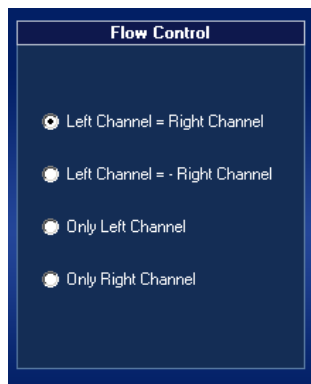 Flow Control
Left Channel = Right Channel
Left Channel = - Right Channel
Only Left Channel
Only Right Channel